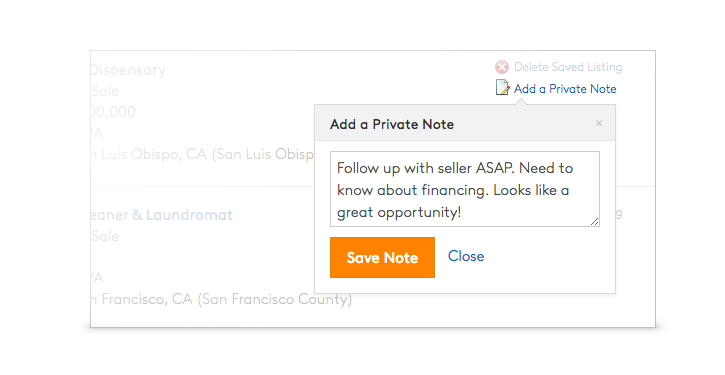 Dispensary
Sale
00,000
/A
n Luis Obispo, CA (San Luis Obisp
Delete Saved Listing
Add a Private Note
Add a Private Note
×
Follow up with seller ASAP. Need to
know about financing. Looks like a
great opportunity!
Save Note
Close
eaner & Laundromat
Sale
/A
n Francisco, CA (San Francisco County)